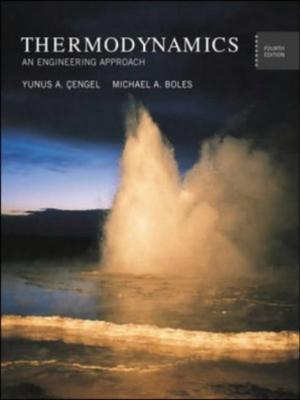 THERMODYNAMICS
AN ENGINEERING APPROACH
FOURTH
EDITION
YUNUS A. ÇENGEL MICHAEL A. BOLES